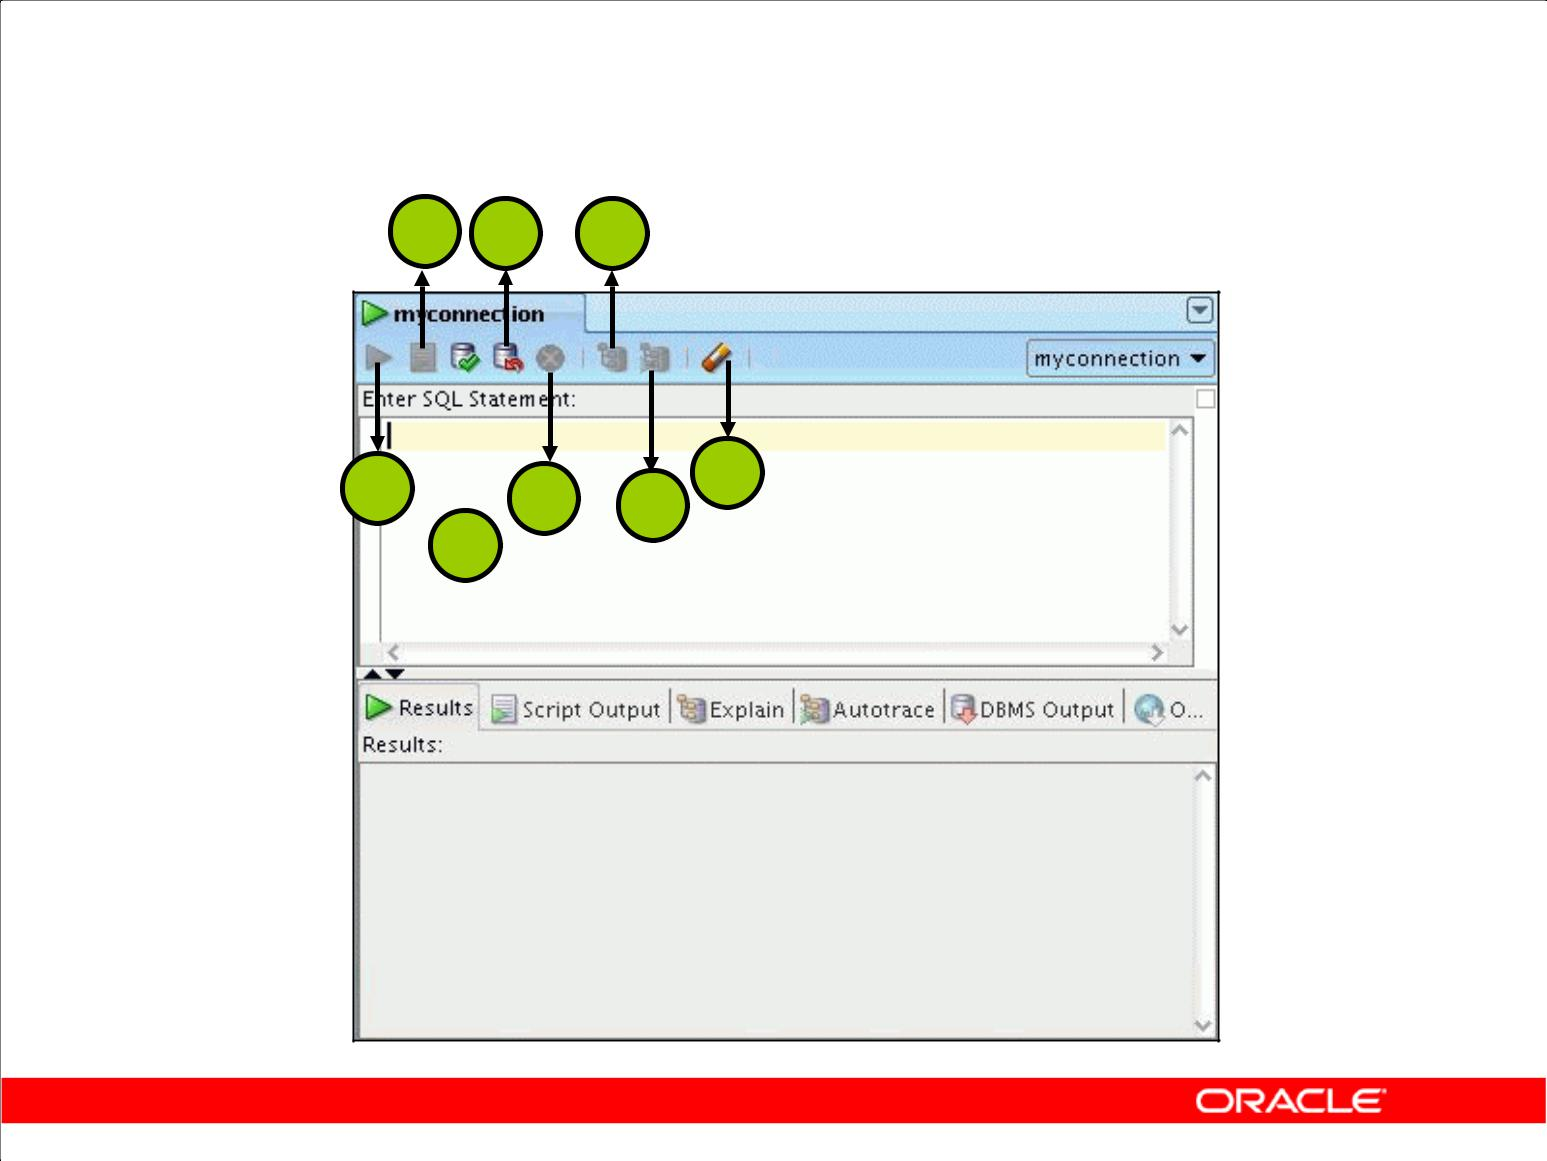 myconnection
myconnection
Enter SQL Statement:
Results
Script Output
Explain
Autotrace
DBMS Output
O...
Results:
ORACLE